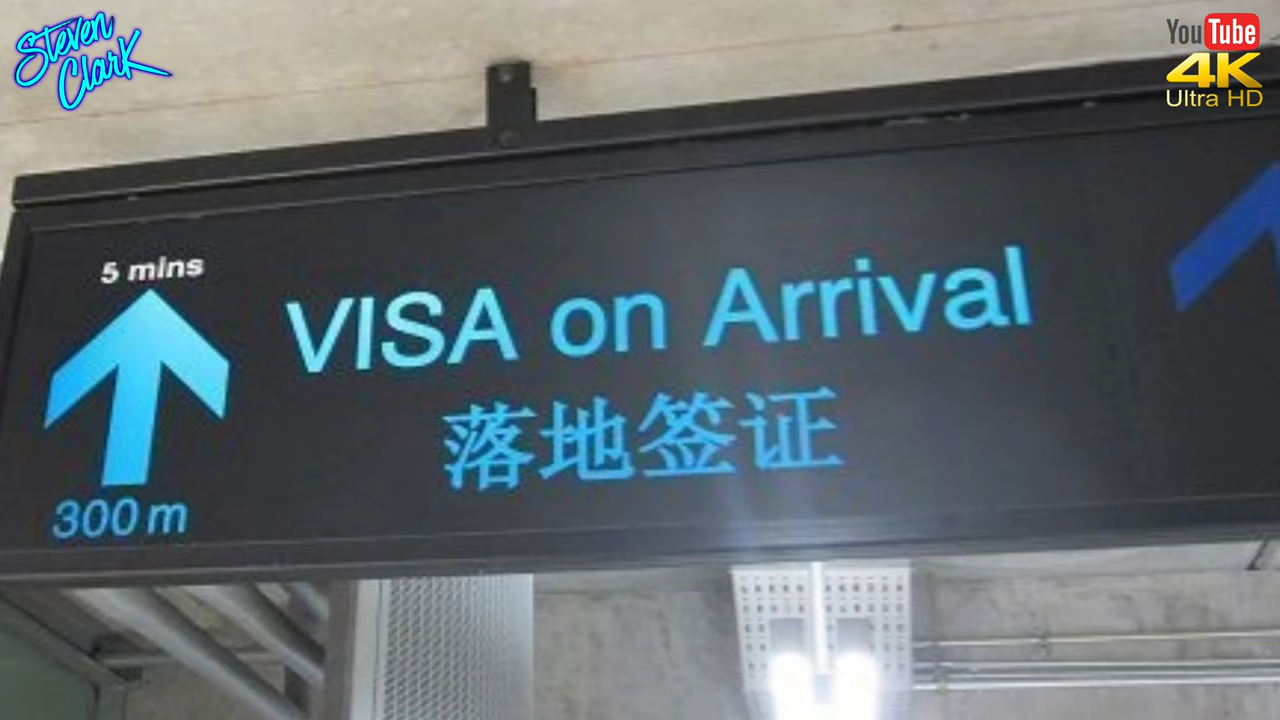 Steven
Clark
YouTube
4K
Ultra HD
5 mins
300 m
VISA on Arrival
落地签证